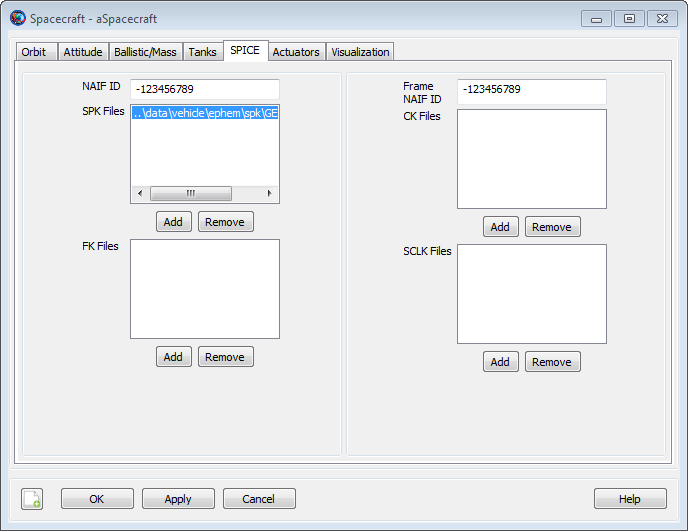 Spacecraft - aSpacecraft
Orbit Attitude Ballistic/Mass Tanks SPICE Actuators Visualization
NAIF ID -123456789
SPK Files ..\data\vehicle\ephem\spk\GE
Add Remove
FK Files
Add Remove
Frame
NAIF ID -123456789
CK Files
Add Remove
SCLK Files
Add Remove
OK Apply Cancel Help